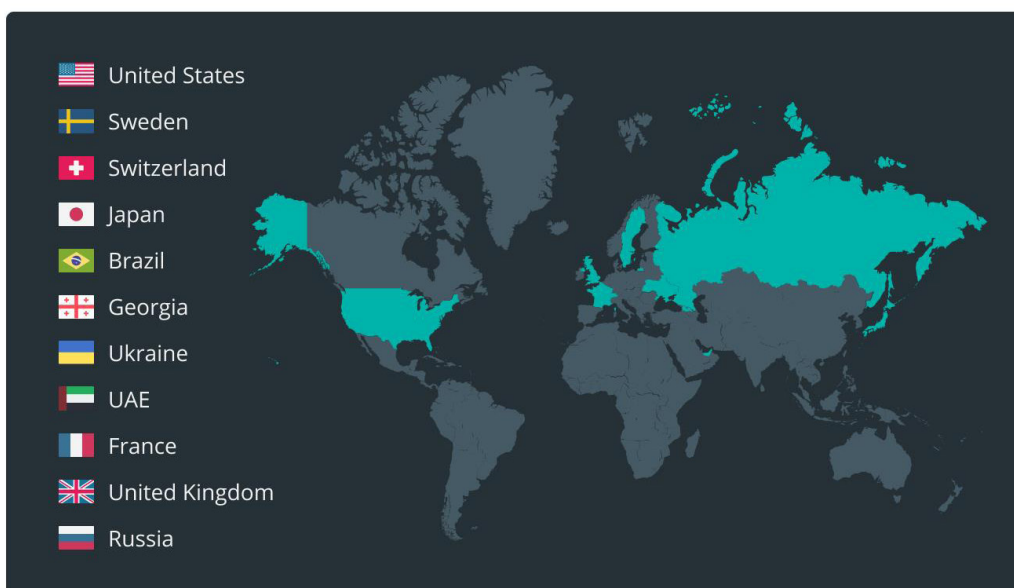 United States
Sweden
Switzerland
Japan
Brazil
Georgia
Ukraine
UAE
France
United Kingdom
Russia